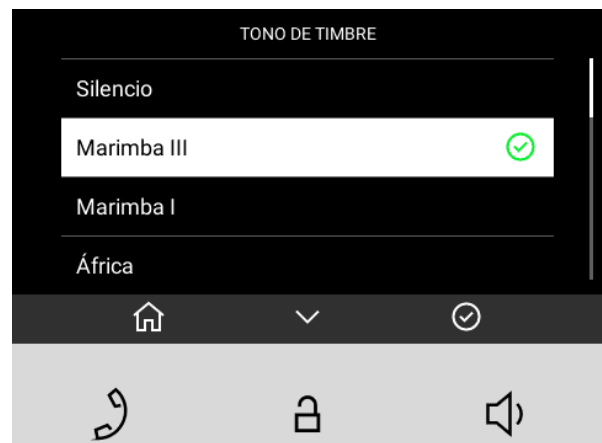 TONO DE TIMBRE
Silencio
Marimba III
Marimba I
África